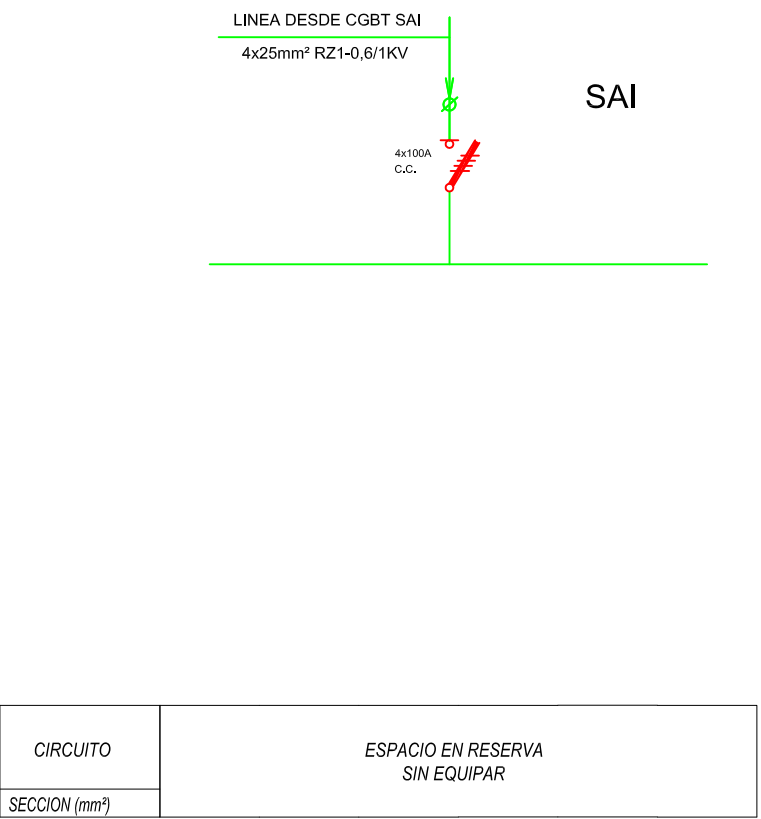 LINEA DESDE CGBT SAI
4x25mm² RZ1-0,6/1KV
SAI
4x100A
C.C.
CIRCUITO
ESPACIO EN RESERVA
SIN EQUIPAR
SECCION (mm²)